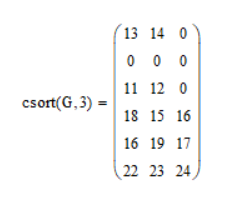 13 14 0
0 0 0
11 12 0
csort(G,3) =
18 15 16
16 19 17
22 23 24